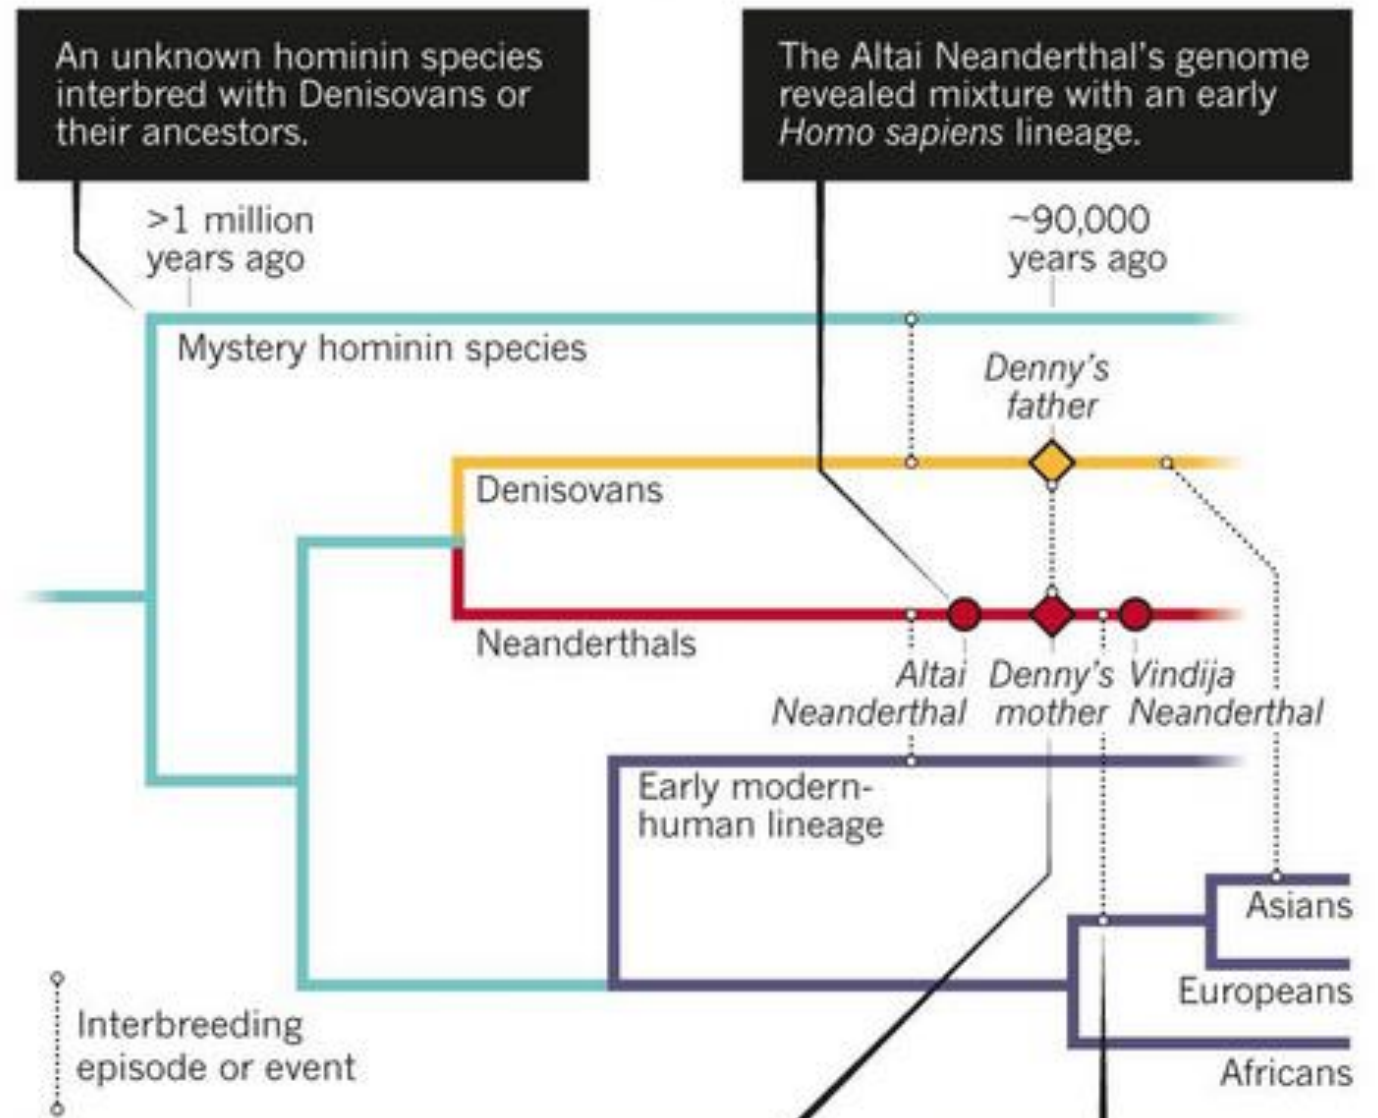 An unknown hominin species
interbred with Denisovans or
their ancestors.
The Altai Neanderthal's genome
revealed mixture with an early
Homo sapiens lineage.
>1 million
years ago
~90,000
years ago
Mystery hominin species
Denny's
father
Denisovans
Neanderthals
Altai
Neanderthal
Denny's
mother
Vindija
Neanderthal
Early modern-
human lineage
Asians
Europeans
Africans
Interbreeding
episode or event